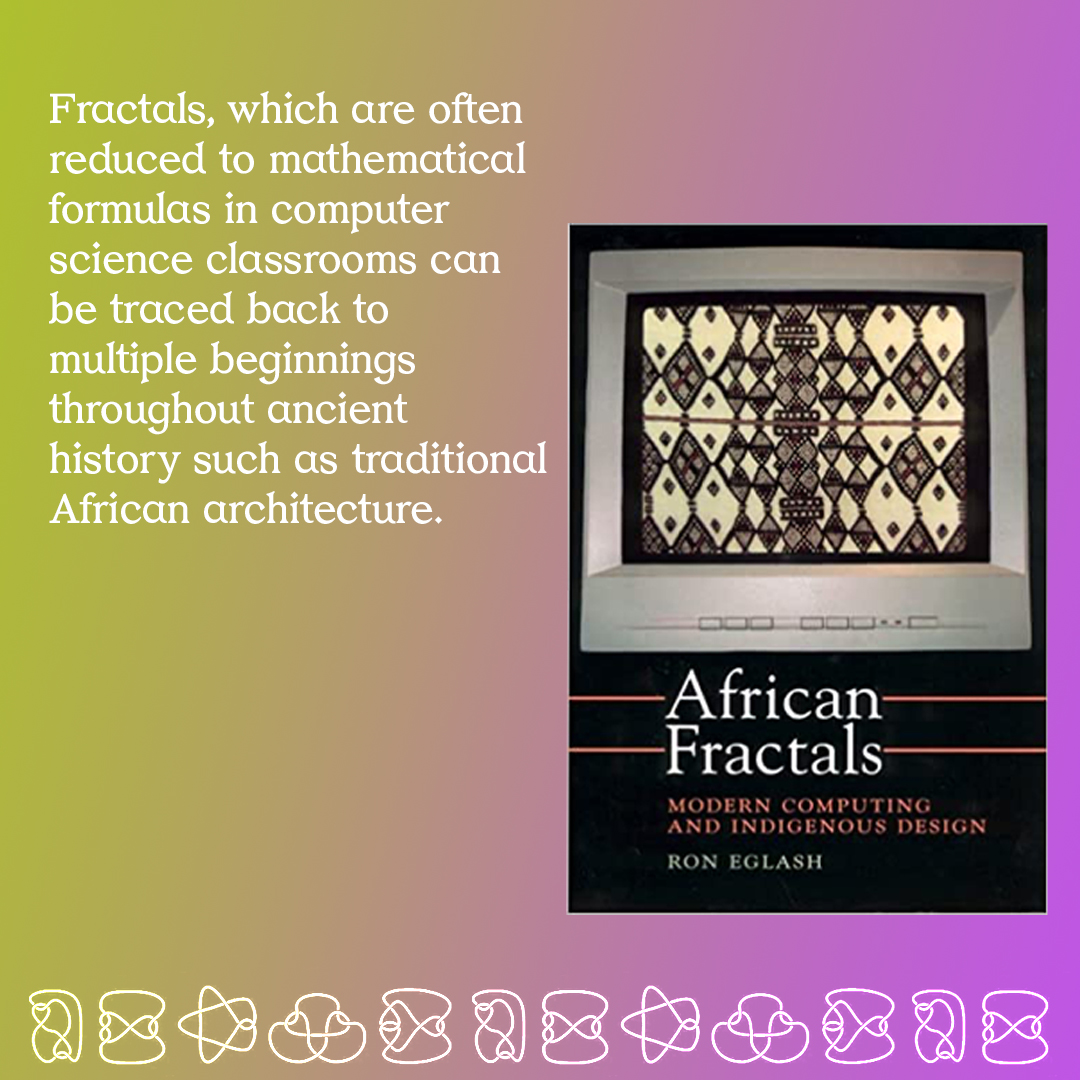 Fractals, which are often
reduced to mathematical
formulas in computer
science classrooms can
be traced back to
multiple beginnings
throughout ancient
history such as traditional
African architecture.
African
Fractals
MODERN COMPUTING
AND INDIGENOUS DESIGN
RON EGLASH